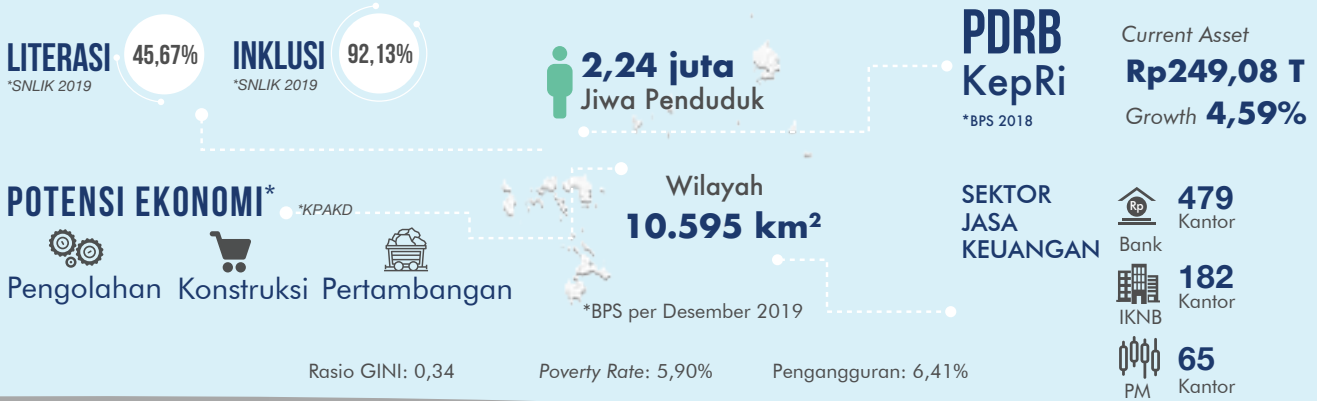 LITERASI
*SNLIK 2019
45,67%
INKLUSI
*SNLIK 2019
92,13%
2,24 juta
Jiwa Penduduk
PDRB
KepRi
*BPS 2018
Current Asset
Rp249,08 T
Growth 4,59%
POTENSI EKONOMI*
*KPAKD
Pengolahan
Konstruksi
Pertambangan
Wilayah
10.595 km²
*BPS per Desember 2019
SEKTOR
JASA
KEUANGAN
Rp
Bank
479
Kantor
IKNB
182
Kantor
PM
65
Kantor
Rasio GINI: 0,34
Poverty Rate: 5,90%
Pengangguran: 6,41%